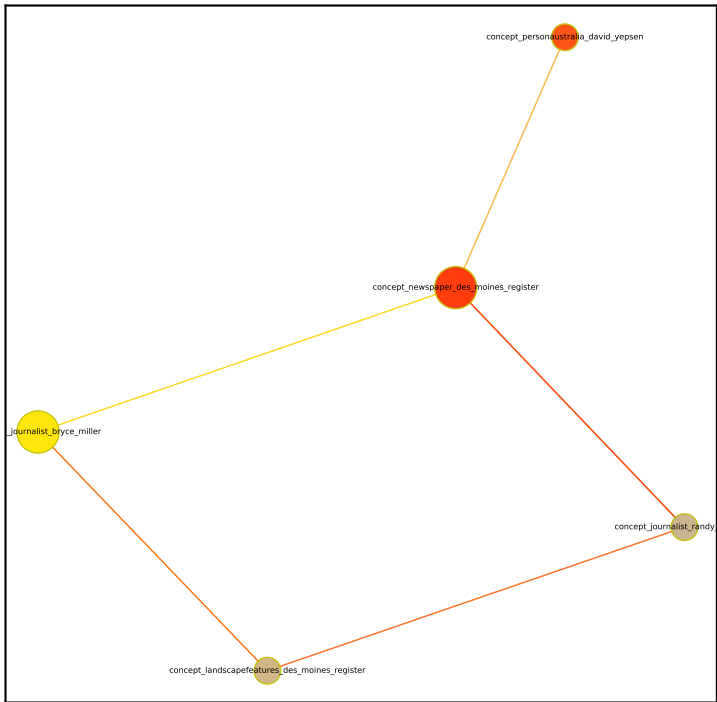 concept_personaustralia_david_yepsen
concept_newspaper_des_moines_register
_journalist_bryce_miller
concept_journalist_randy_
concept_landscapefeatures_des_moines_register